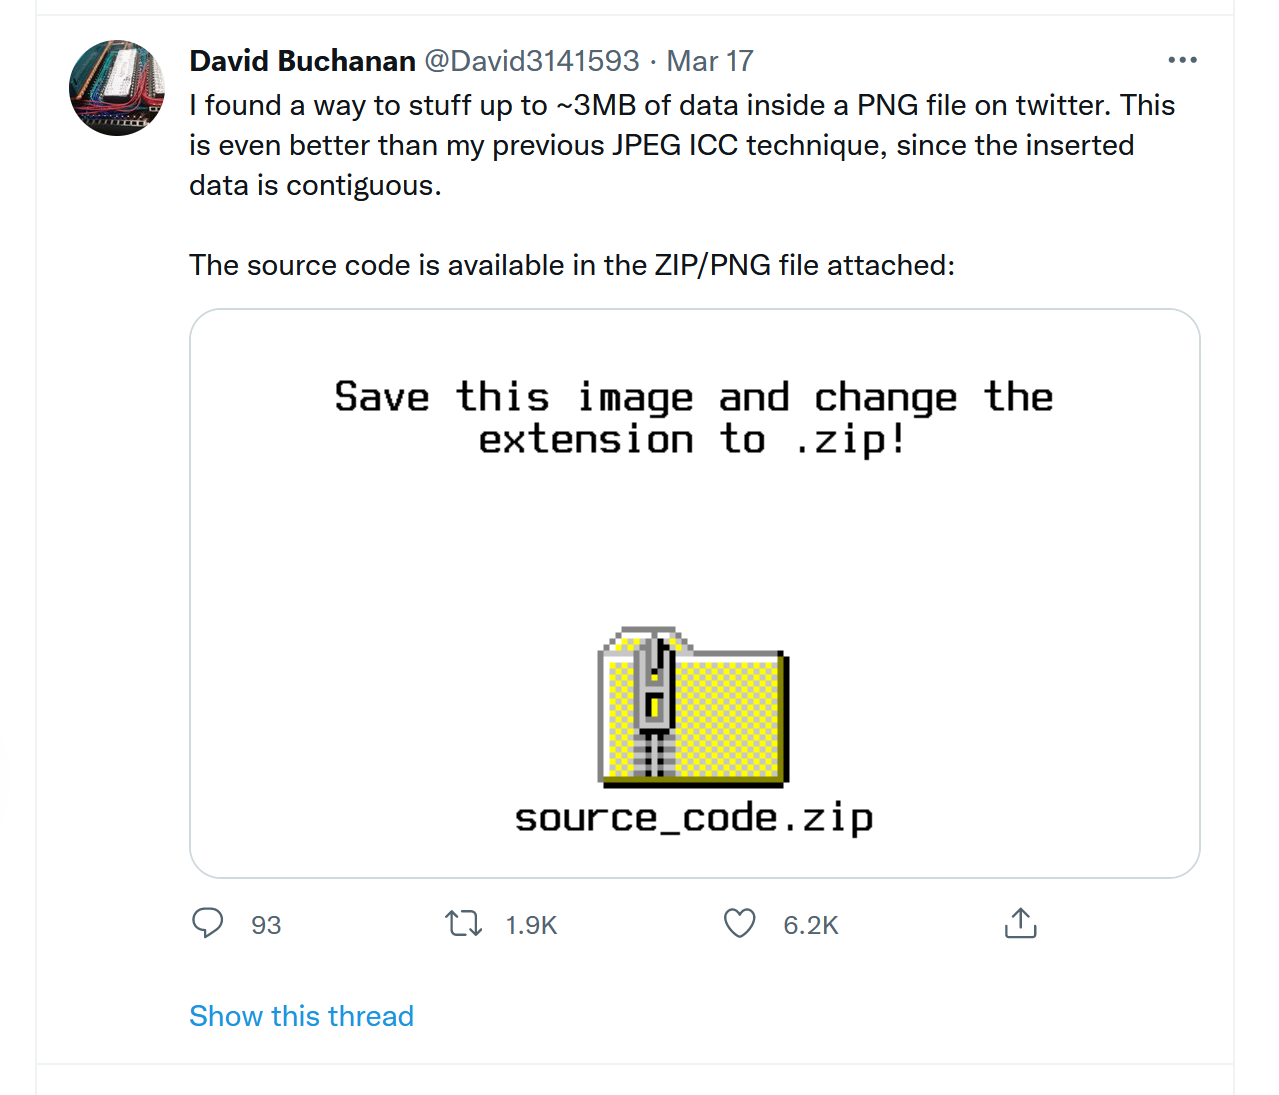 David Buchanan @David3141593 · Mar 17
I found a way to stuff up to ~3MB of data inside a PNG file on twitter. This
is even better than my previous JPEG ICC technique, since the inserted
data is contiguous.
The source code is available in the ZIP/PNG file attached:
Save this image and change the
extension to .zip!
source_code.zip
93 1.9K 6.2K
Show this thread